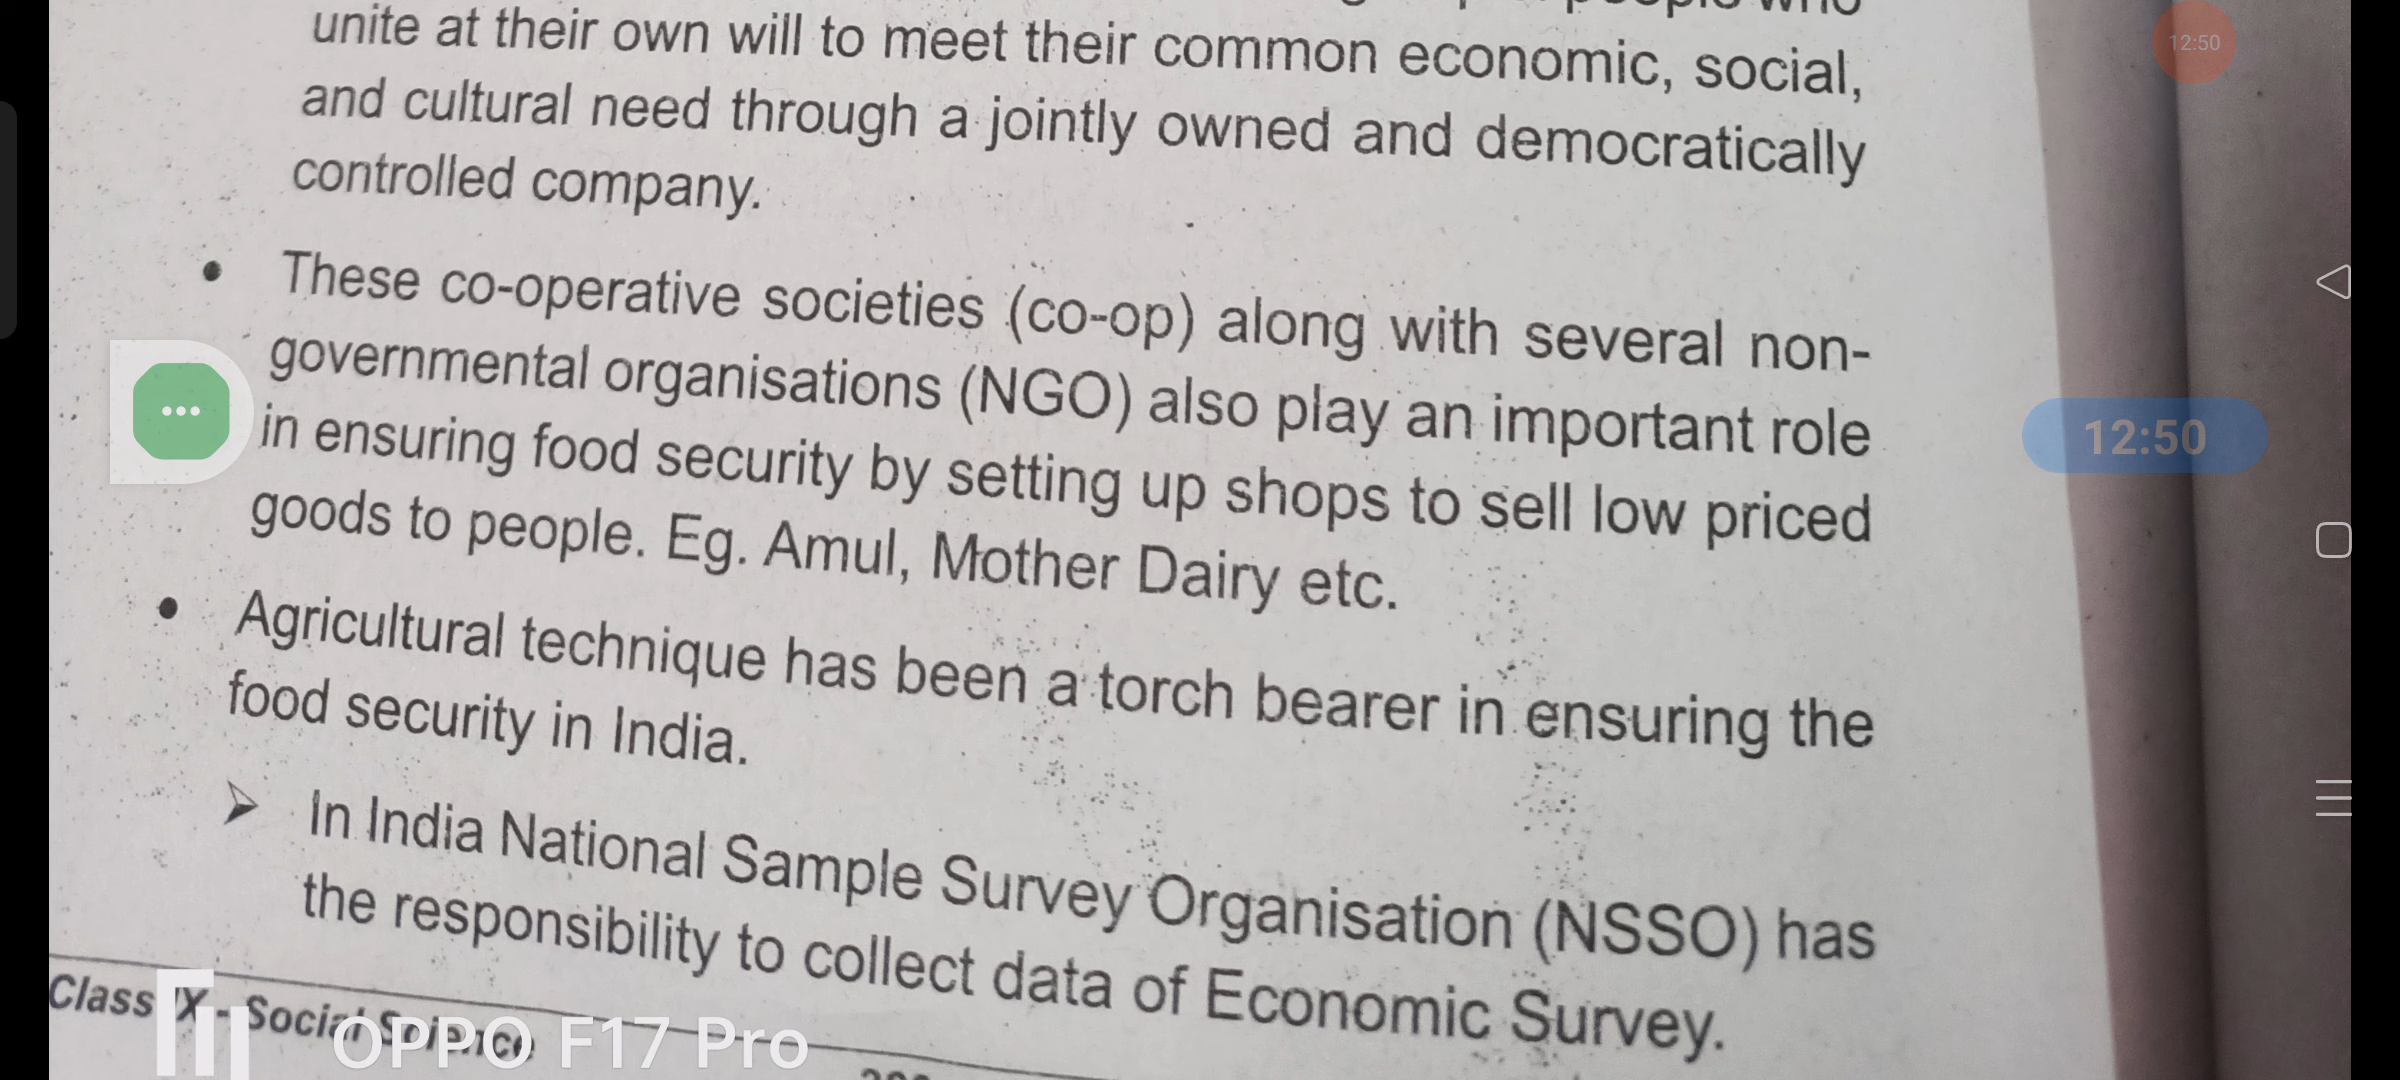 unite at their own will to meet their common economic, social,
and cultural need through a jointly owned and democratically
controlled company.
• These co-operative societies (co-op) along with several non-
governmental organisations (NGO) also play an important role
in ensuring food security by setting up shops to sell low priced
goods to people. Eg. Amul, Mother Dairy etc.
• Agricultural technique has been a torch bearer in ensuring the
food security in India.
➢ In India National Sample Survey Organisation (NSSO) has
the responsibility to collect data of Economic Survey.
Class IX - Social Science
OPPO F17 Pro
12:50
12:50